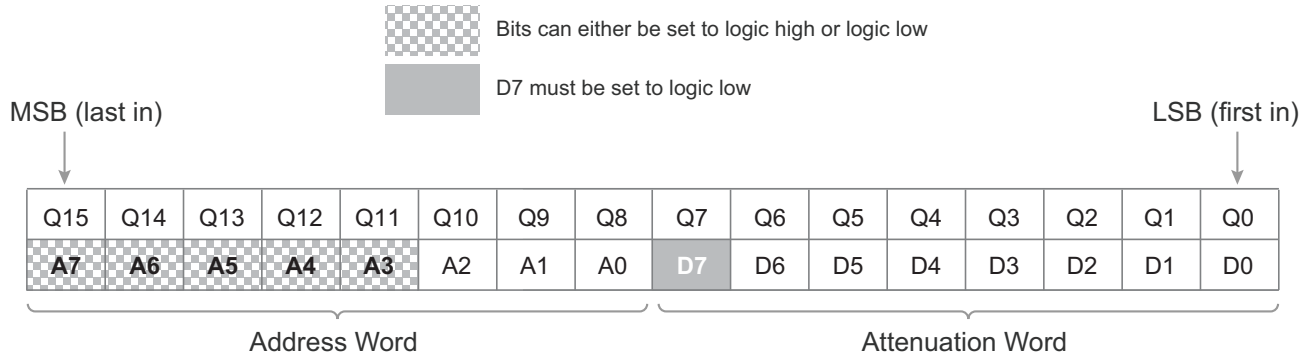 Bits can either be set to logic high or logic low
D7 must be set to logic low
MSB (last in)
LSB (first in)
Q15 Q14 Q13 Q12 Q11 Q10 Q9 Q8 Q7 Q6 Q5 Q4 Q3 Q2 Q1 Q0
A7 A6 A5 A4 A3 A2 A1 A0 D7 D6 D5 D4 D3 D2 D1 D0
Address Word
Attenuation Word